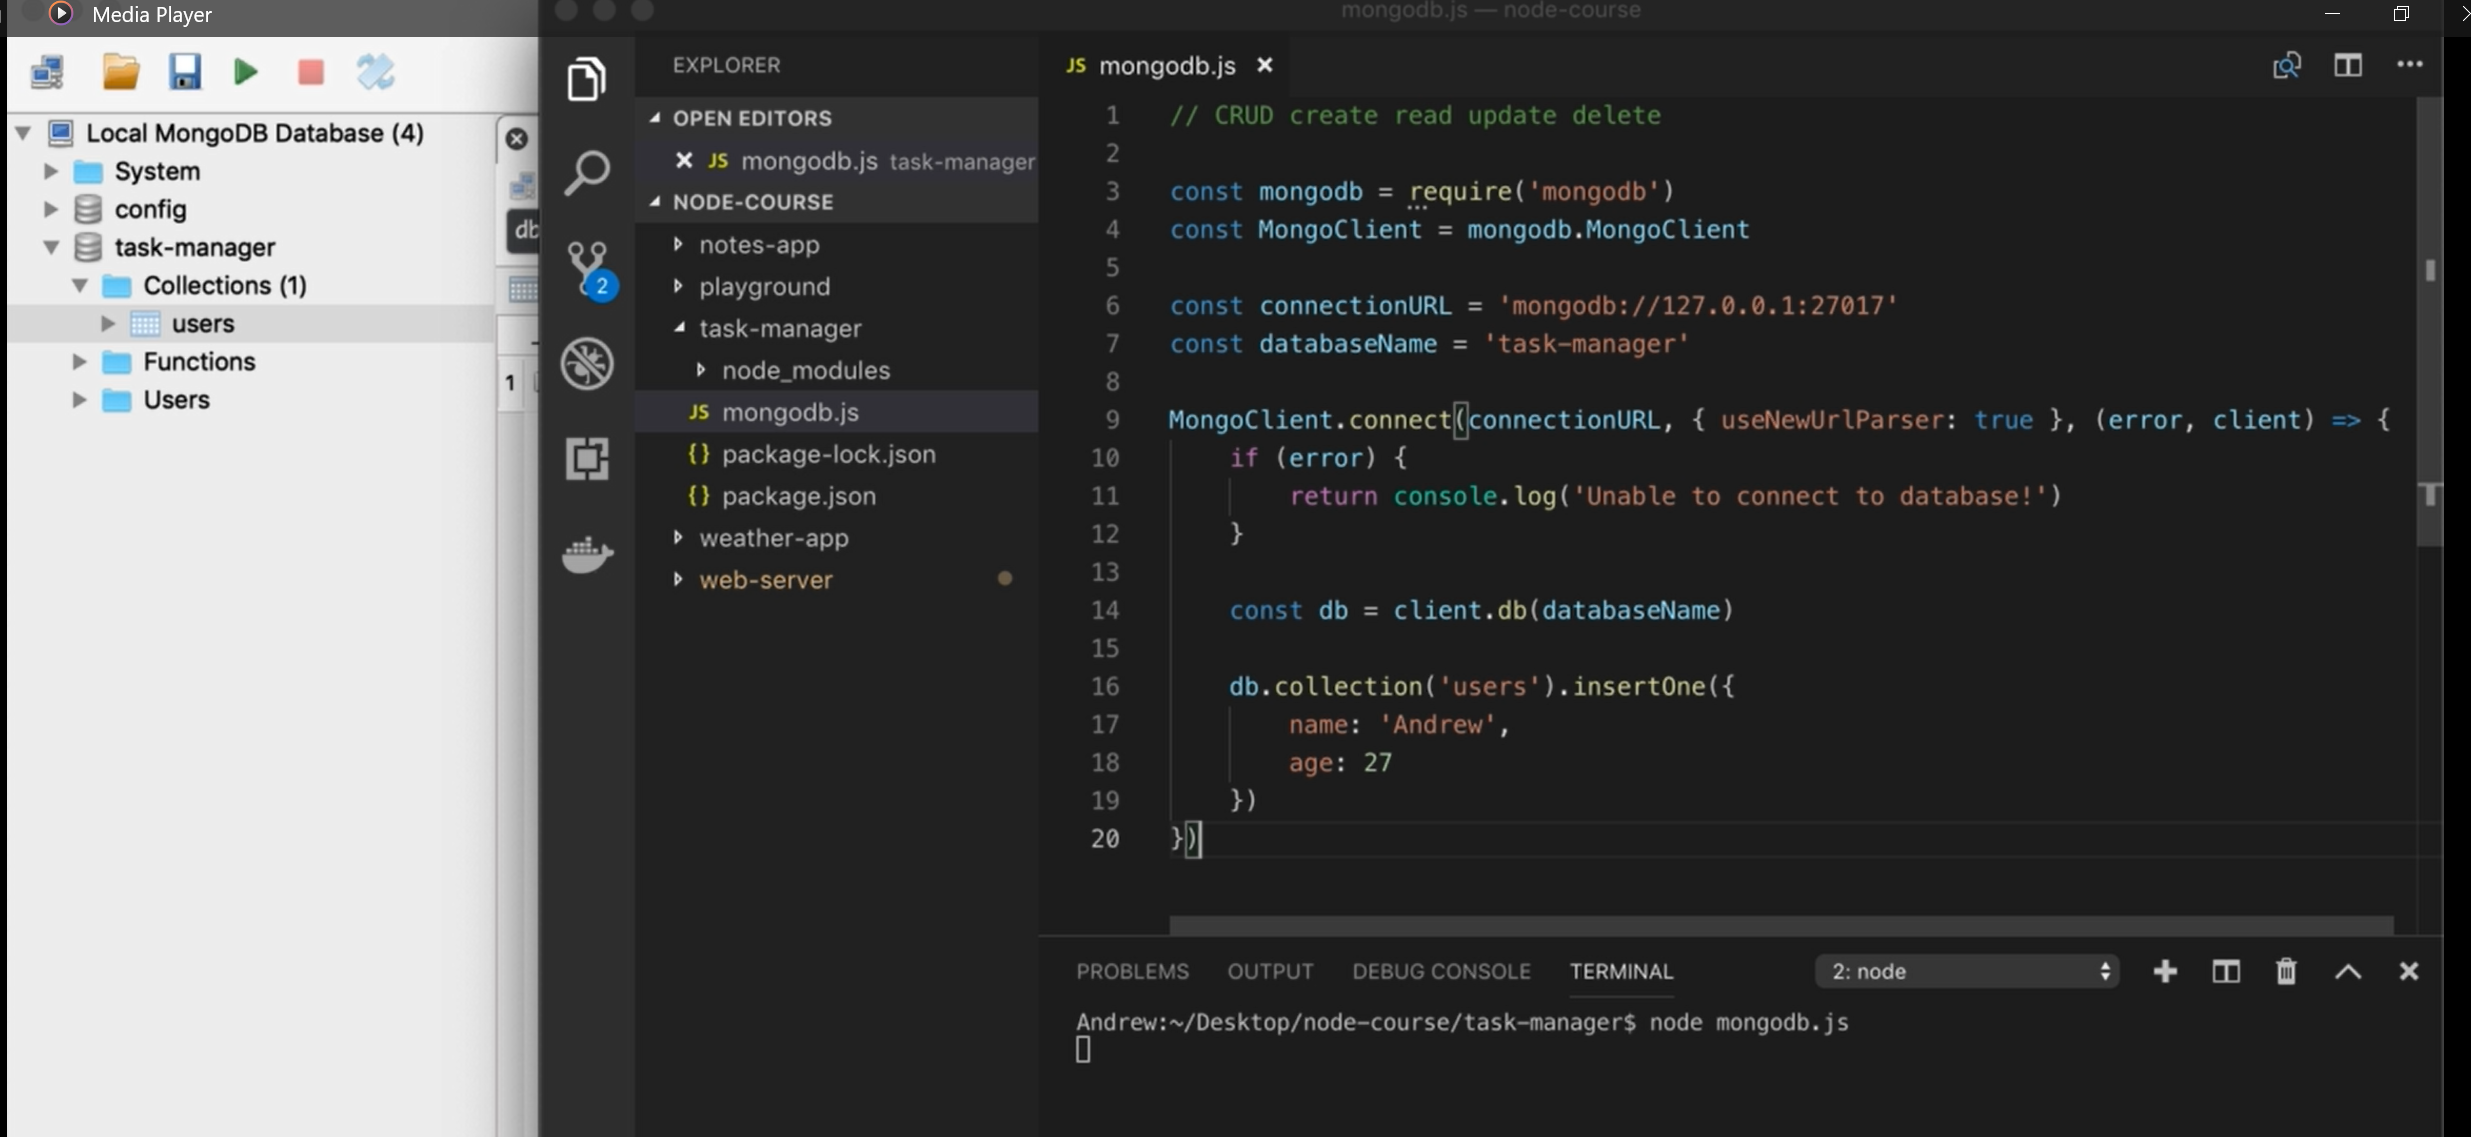 Media Player
mongodb.js — node-course
Local MongoDB Database (4)
System
config
task-manager
Collections (1)
users
Functions
Users
db
1
2
EXPLORER
OPEN EDITORS
JS mongodb.js task-manager
NODE-COURSE
notes-app
playground
task-manager
node_modules
JS mongodb.js
{} package-lock.json
{} package.json
weather-app
web-server
JS mongodb.js
1 // CRUD create read update delete
2
3 const mongodb = require('mongodb')
4 const MongoClient = mongodb.MongoClient
5
6 const connectionURL = 'mongodb://127.0.0.1:27017'
7 const databaseName = 'task-manager'
8
9 MongoClient.connect(connectionURL, { useNewUrlParser: true }, (error, client) => {
10 if (error) {
11 return console.log('Unable to connect to database!')
12 }
13
14 const db = client.db(databaseName)
15
16 db.collection('users').insertOne({
17 name: 'Andrew',
18 age: 27
19 })
20 })
PROBLEMS OUTPUT DEBUG CONSOLE TERMINAL 2: node
Andrew:~/Desktop/node-course/task-manager$ node mongodb.js